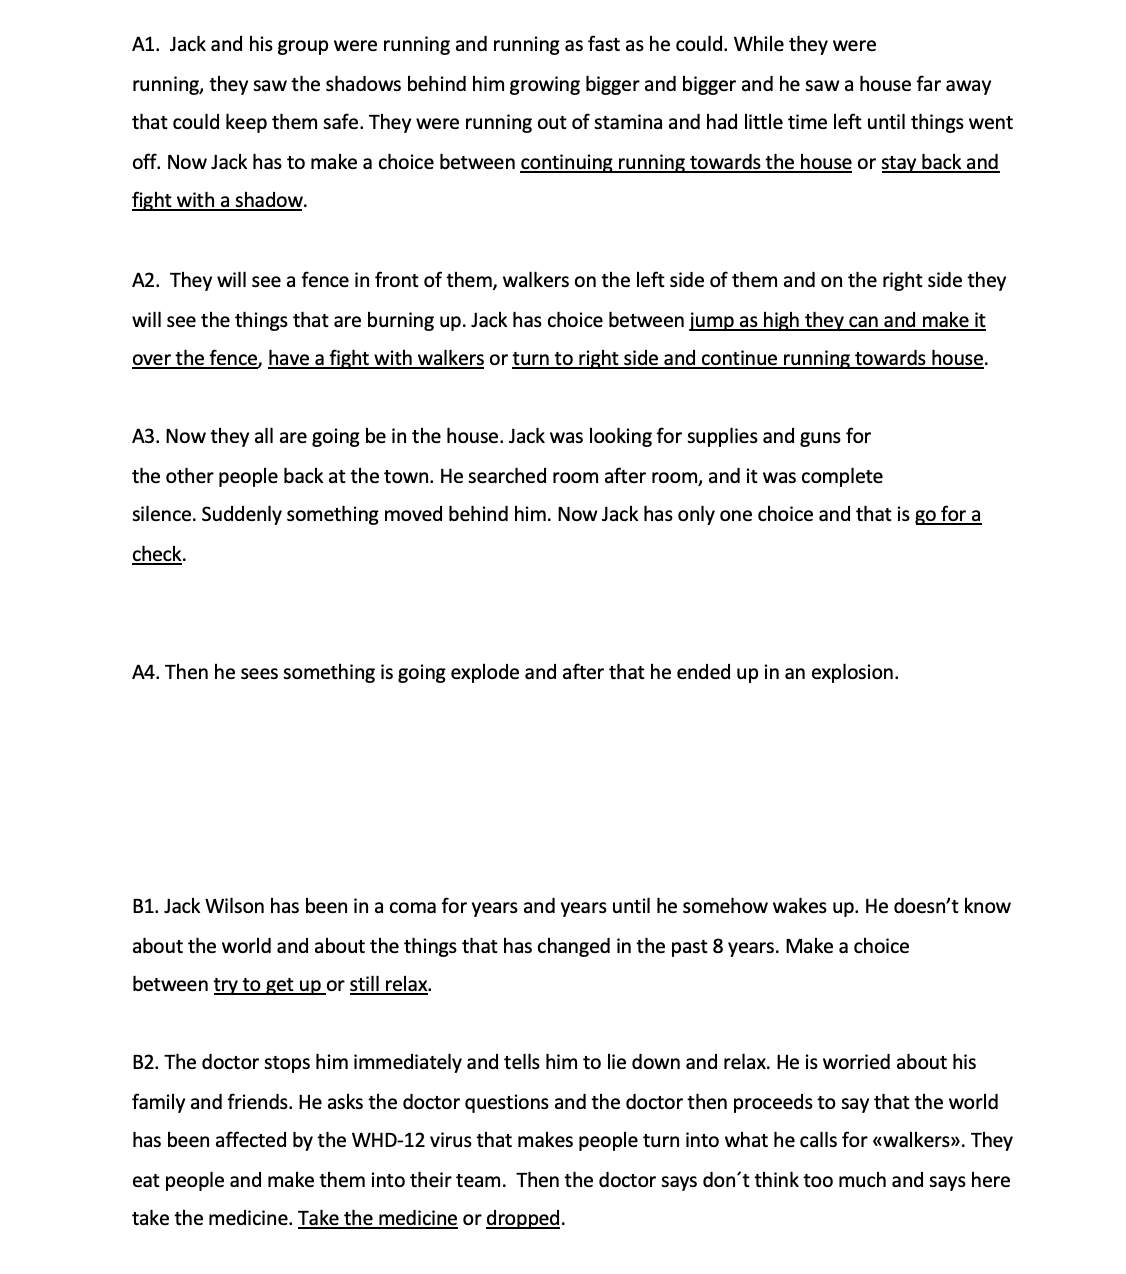 A1.  Jack and his group were running and running as fast as he could. While they were
running, they saw the shadows behind him growing bigger and bigger and he saw a house far away
that could keep them safe. They were running out of stamina and had little time left until things went
off. Now Jack has to make a choice between continuing running towards the house or stay back and
fight with a shadow.
A2.  They will see a fence in front of them, walkers on the left side of them and on the right side they
will see the things that are burning up. Jack has choice between jump as high they can and make it
over the fence, have a fight with walkers or turn to right side and continue running towards house.
A3. Now they all are going be in the house. Jack was looking for supplies and guns for
the other people back at the town. He searched room after room, and it was complete
silence. Suddenly something moved behind him. Now Jack has only one choice and that is go for a
check.
A4. Then he sees something is going explode and after that he ended up in an explosion.
B1. Jack Wilson has been in a coma for years and years until he somehow wakes up. He doesn’t know
about the world and about the things that has changed in the past 8 years. Make a choice
between try to get up or still relax.
B2. The doctor stops him immediately and tells him to lie down and relax. He is worried about his
family and friends. He asks the doctor questions and the doctor then proceeds to say that the world
has been affected by the WHD-12 virus that makes people turn into what he calls for «walkers». They
eat people and make them into their team.  Then the doctor says don´t think too much and says here
take the medicine. Take the medicine or dropped.